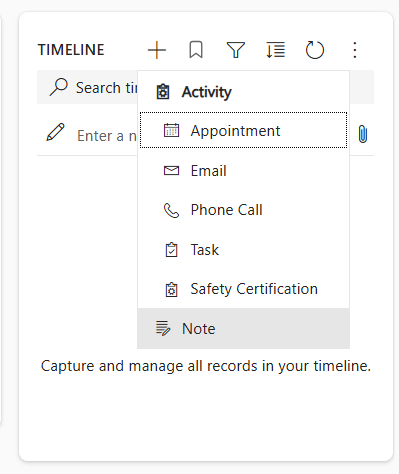 TIMELINE
Search
Enter a
Activity
Appointment
Email
Phone Call
Task
Safety Certification
Note
Capture and manage all records in your timeline.